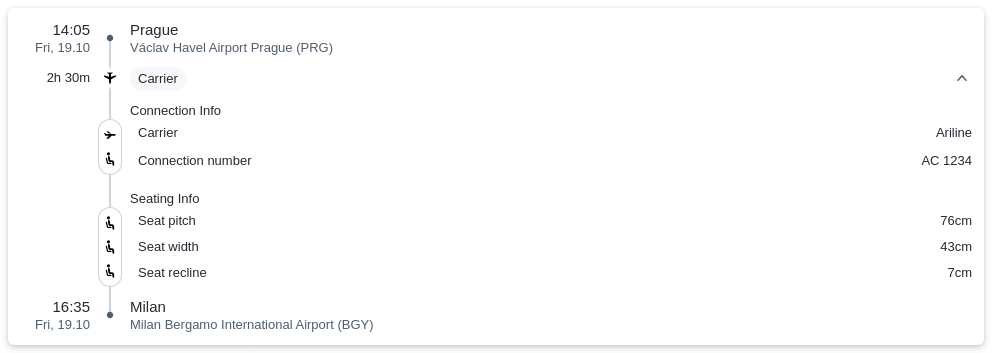 14:05 Prague
Fri, 19.10 Václav Havel Airport Prague (PRG)
2h 30m Carrier
Connection Info
Carrier Ariline
Connection number AC 1234
Seating Info
Seat pitch 76cm
Seat width 43cm
Seat recline 7cm
16:35 Milan
Fri, 19.10 Milan Bergamo International Airport (BGY)